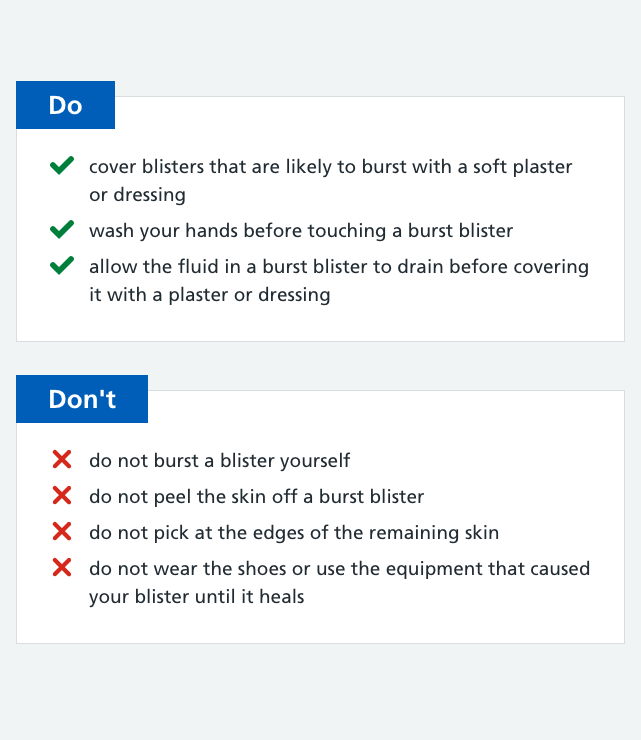 Do
cover blisters that are likely to burst with a soft plaster
or dressing
wash your hands before touching a burst blister
allow the fluid in a burst blister to drain before covering
it with a plaster or dressing
Don't
do not burst a blister yourself
do not peel the skin off a burst blister
do not pick at the edges of the remaining skin
do not wear the shoes or use the equipment that caused
your blister until it heals